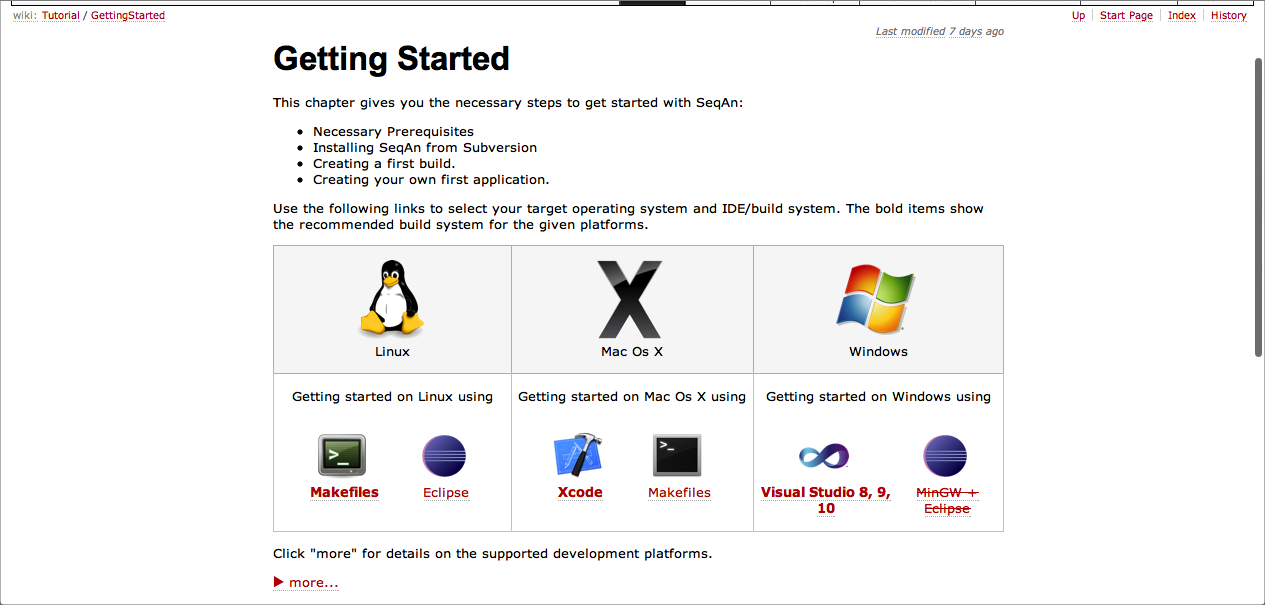 wiki: Tutorial / GettingStarted
Up Start Page Index History
Last modified 7 days ago
Getting Started
This chapter gives you the necessary steps to get started with SeqAn:
• Necessary Prerequisites
• Installing SeqAn from Subversion
• Creating a first build.
• Creating your own first application.
Use the following links to select your target operating system and IDE/build system. The bold items show
the recommended build system for the given platforms.
Linux Mac Os X Windows
Getting started on Linux using Getting started on Mac Os X using Getting started on Windows using
Makefiles Eclipse Xcode Makefiles Visual Studio 8, 9, MinGW +
10 Eclipse
Click "more" for details on the supported development platforms.
more...